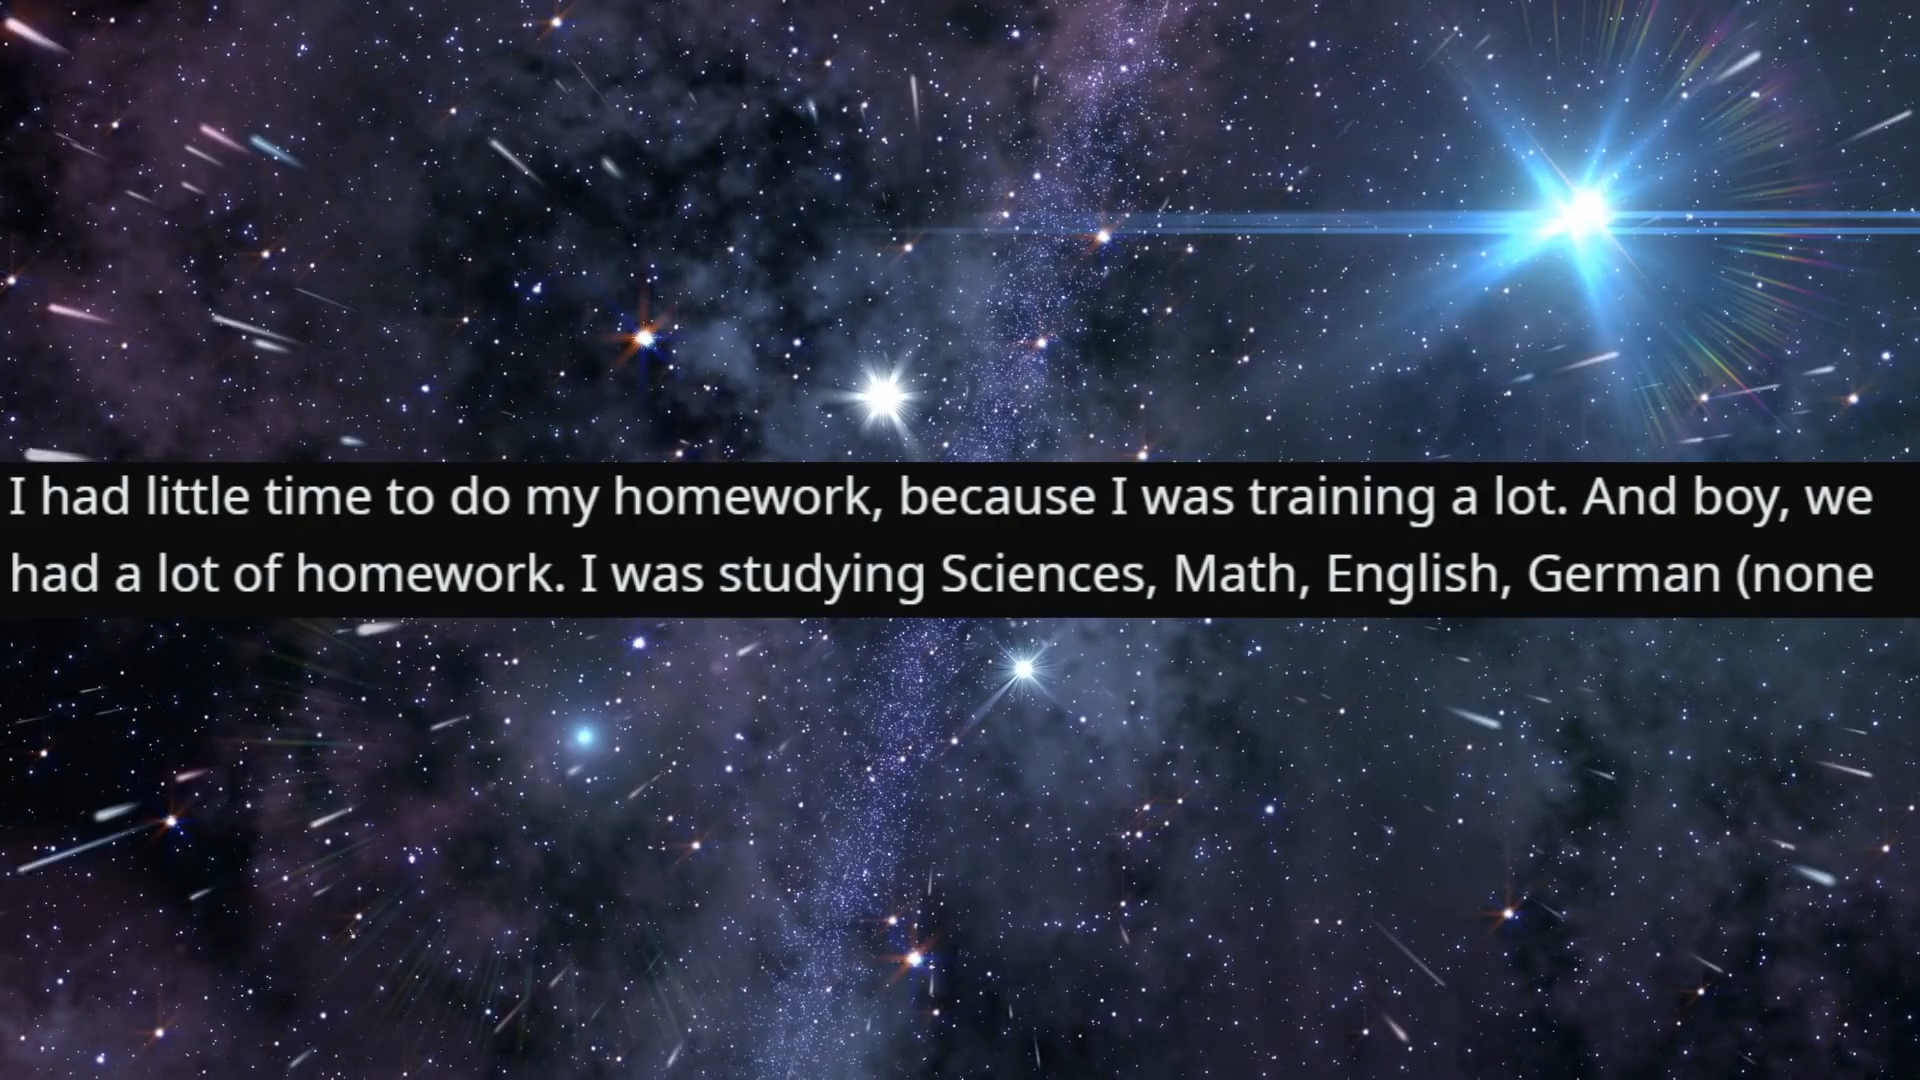 I had little time to do my homework, because I was training a lot. And boy, we
had a lot of homework. I was studying Sciences, Math, English, German (none